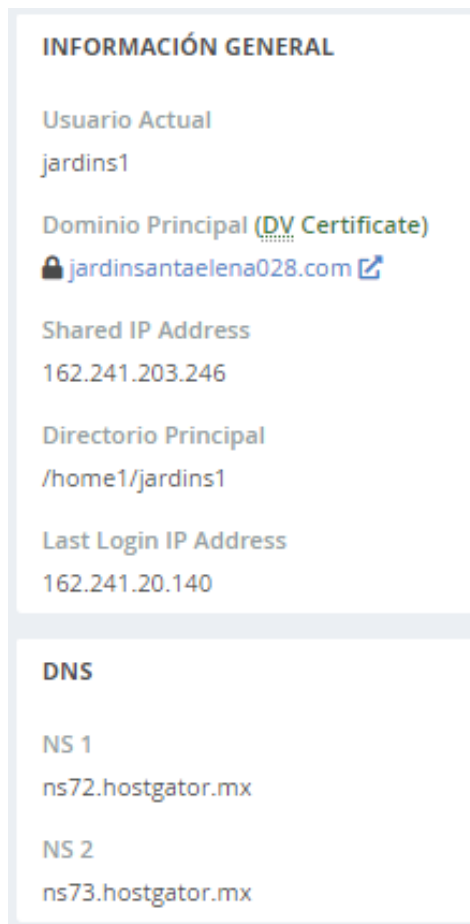 INFORMACIÓN GENERAL
Usuario Actual
jardins1
Dominio Principal (DV Certificate)
jardinsantaelena028.com
Shared IP Address
162.241.203.246
Directorio Principal
/home1/jardins1
Last Login IP Address
162.241.20.140
DNS
NS 1
ns72.hostgator.mx
NS 2
ns73.hostgator.mx